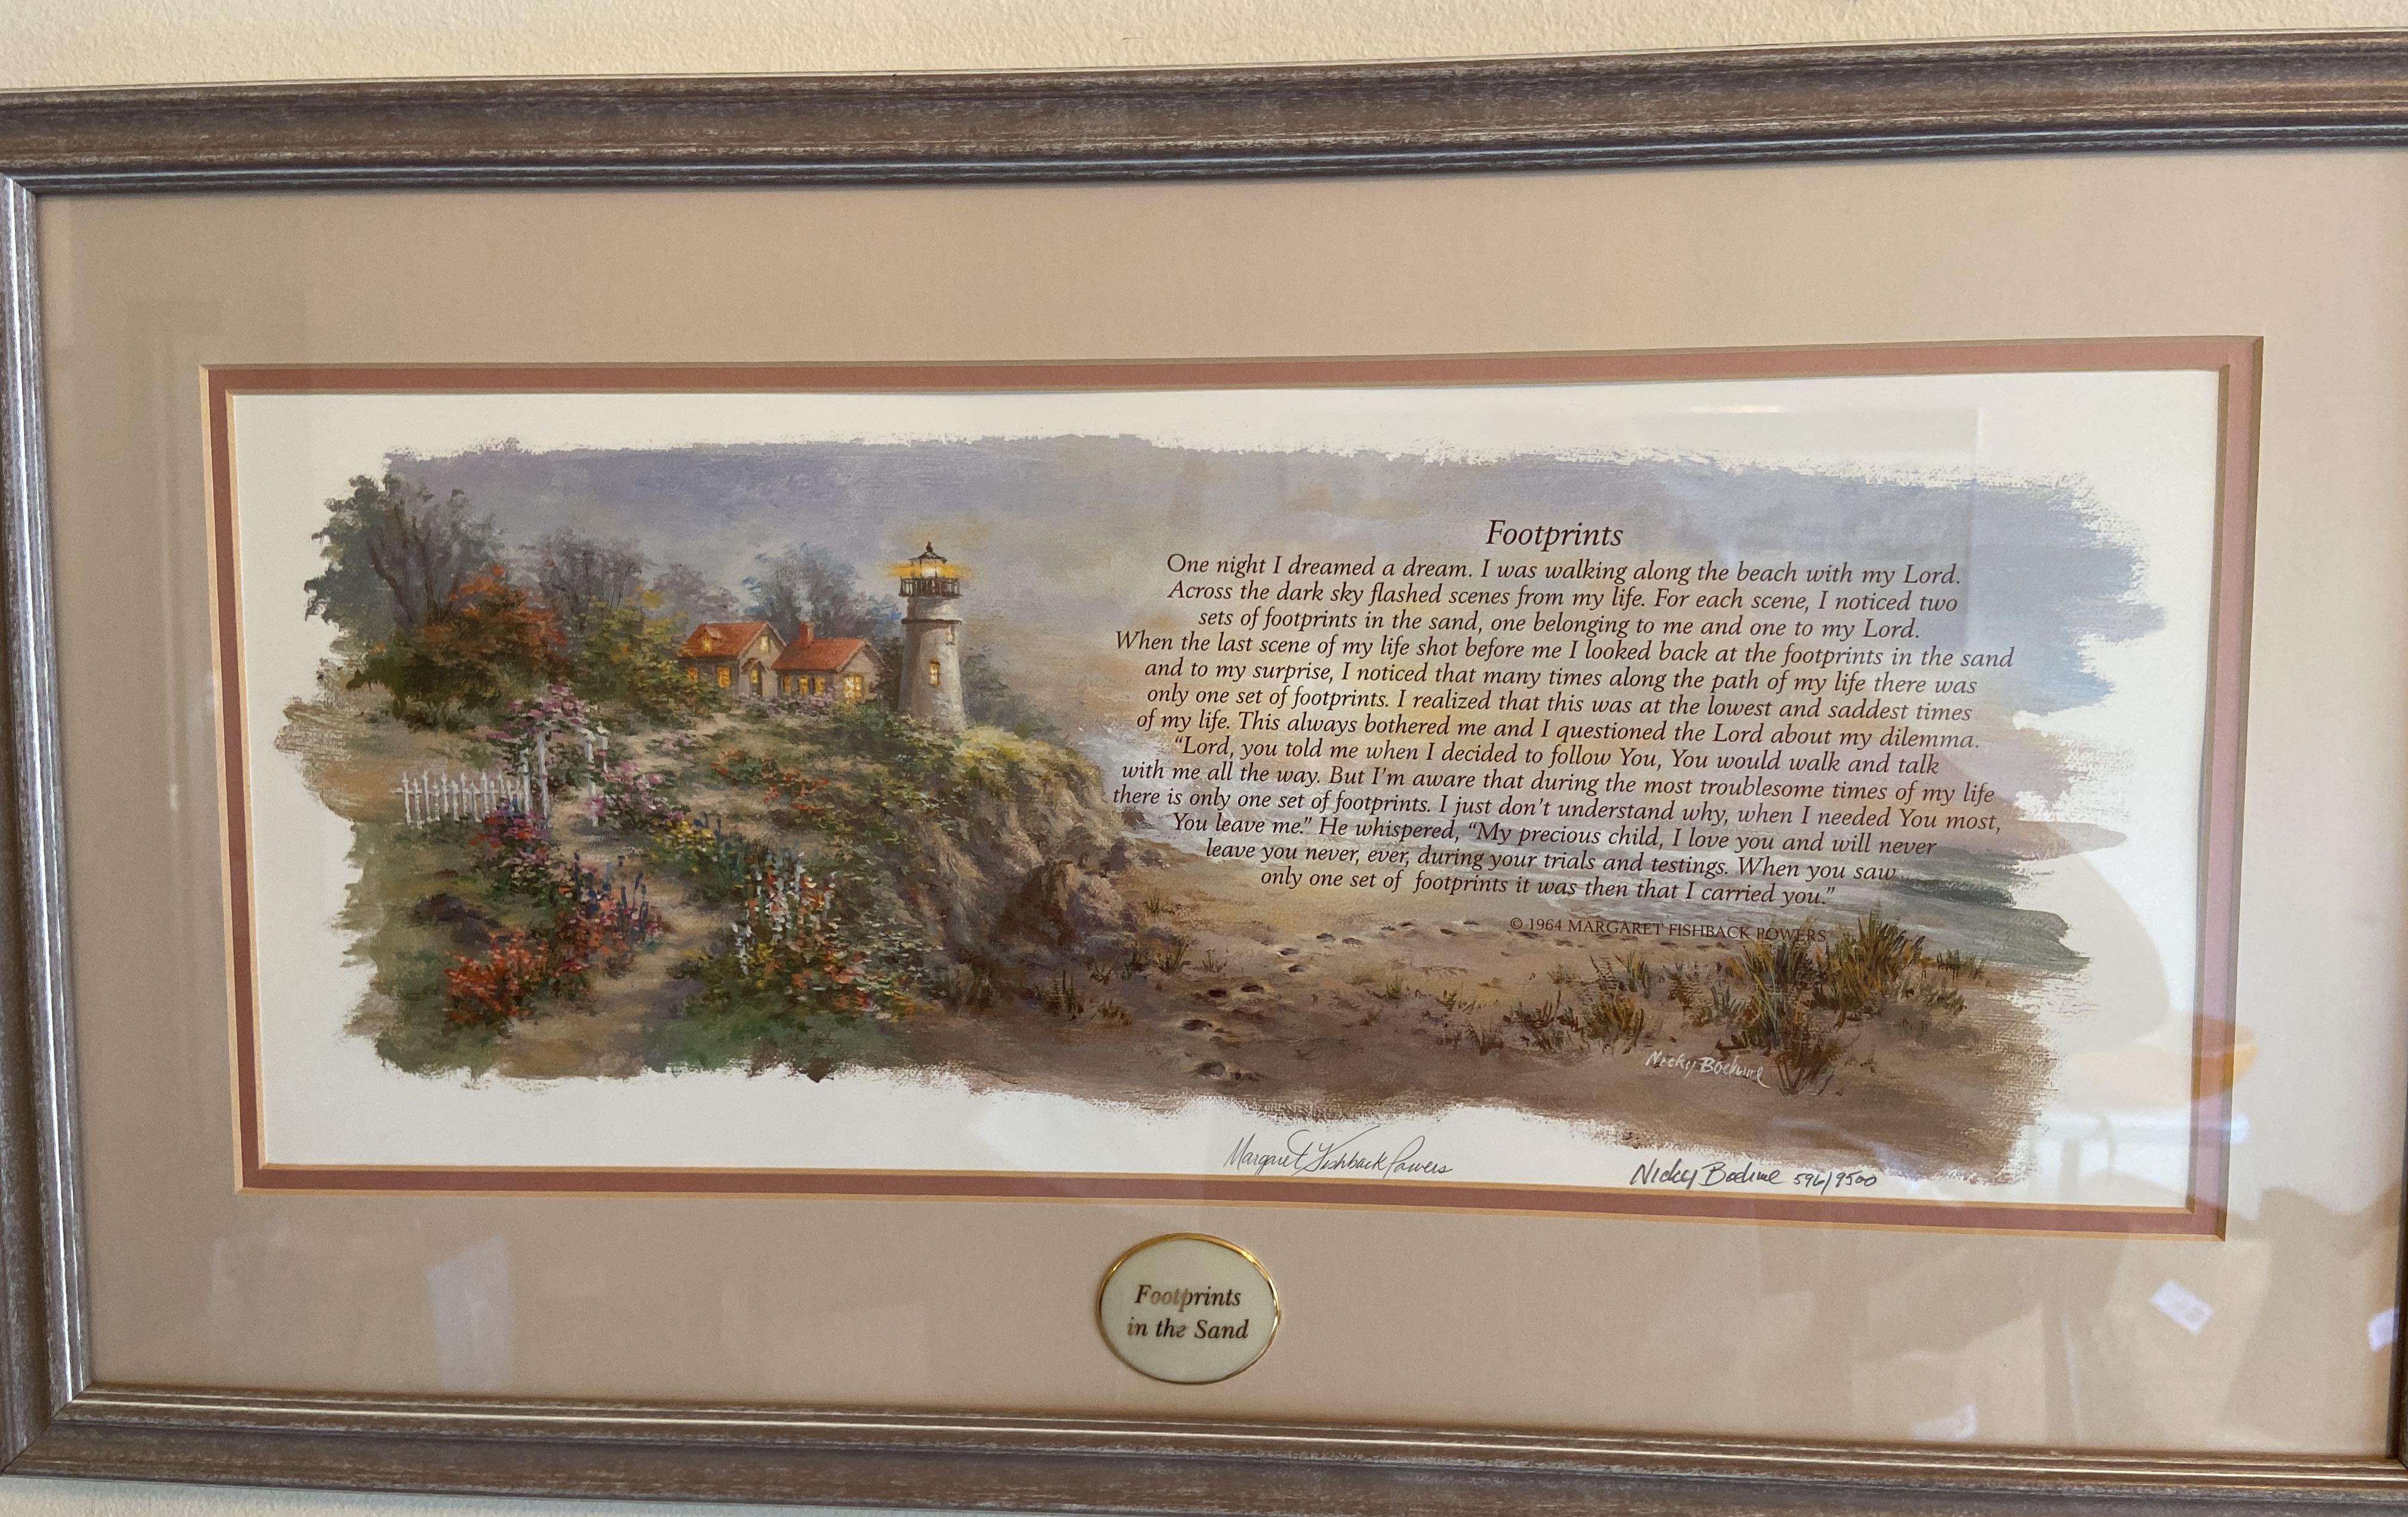 Footprints
One night I dreamed a dream. I was walking along the beach with my Lord.
Across the dark sky flashed scenes from my life. For each scene, I noticed two
sets of footprints in the sand, one belonging to me and one to my Lord.
When the last scene of my life shot before me I looked back at the footprints in the sand
and to my surprise, I noticed that many times along the path of my life there was
only one set of footprints. I realized that this was at the lowest and saddest times
of my life. This always bothered me and I questioned the Lord about my dilemma.
“Lord, you told me when I decided to follow You, You would walk and talk
with me all the way. But I’m aware that during the most troublesome times of my life
there is only one set of footprints. I just don’t understand why, when I needed You most,
You leave me.” He whispered, “My precious child, I love you and will never
leave you never, ever, during your trials and testings. When you saw
only one set of footprints it was then that I carried you.”
© 1964 MARGARET FISHBACK POWERS
Nicky Boehme
Margaret Fishback Powers
Nicky Boehme 596/9500
Footprints
in the Sand